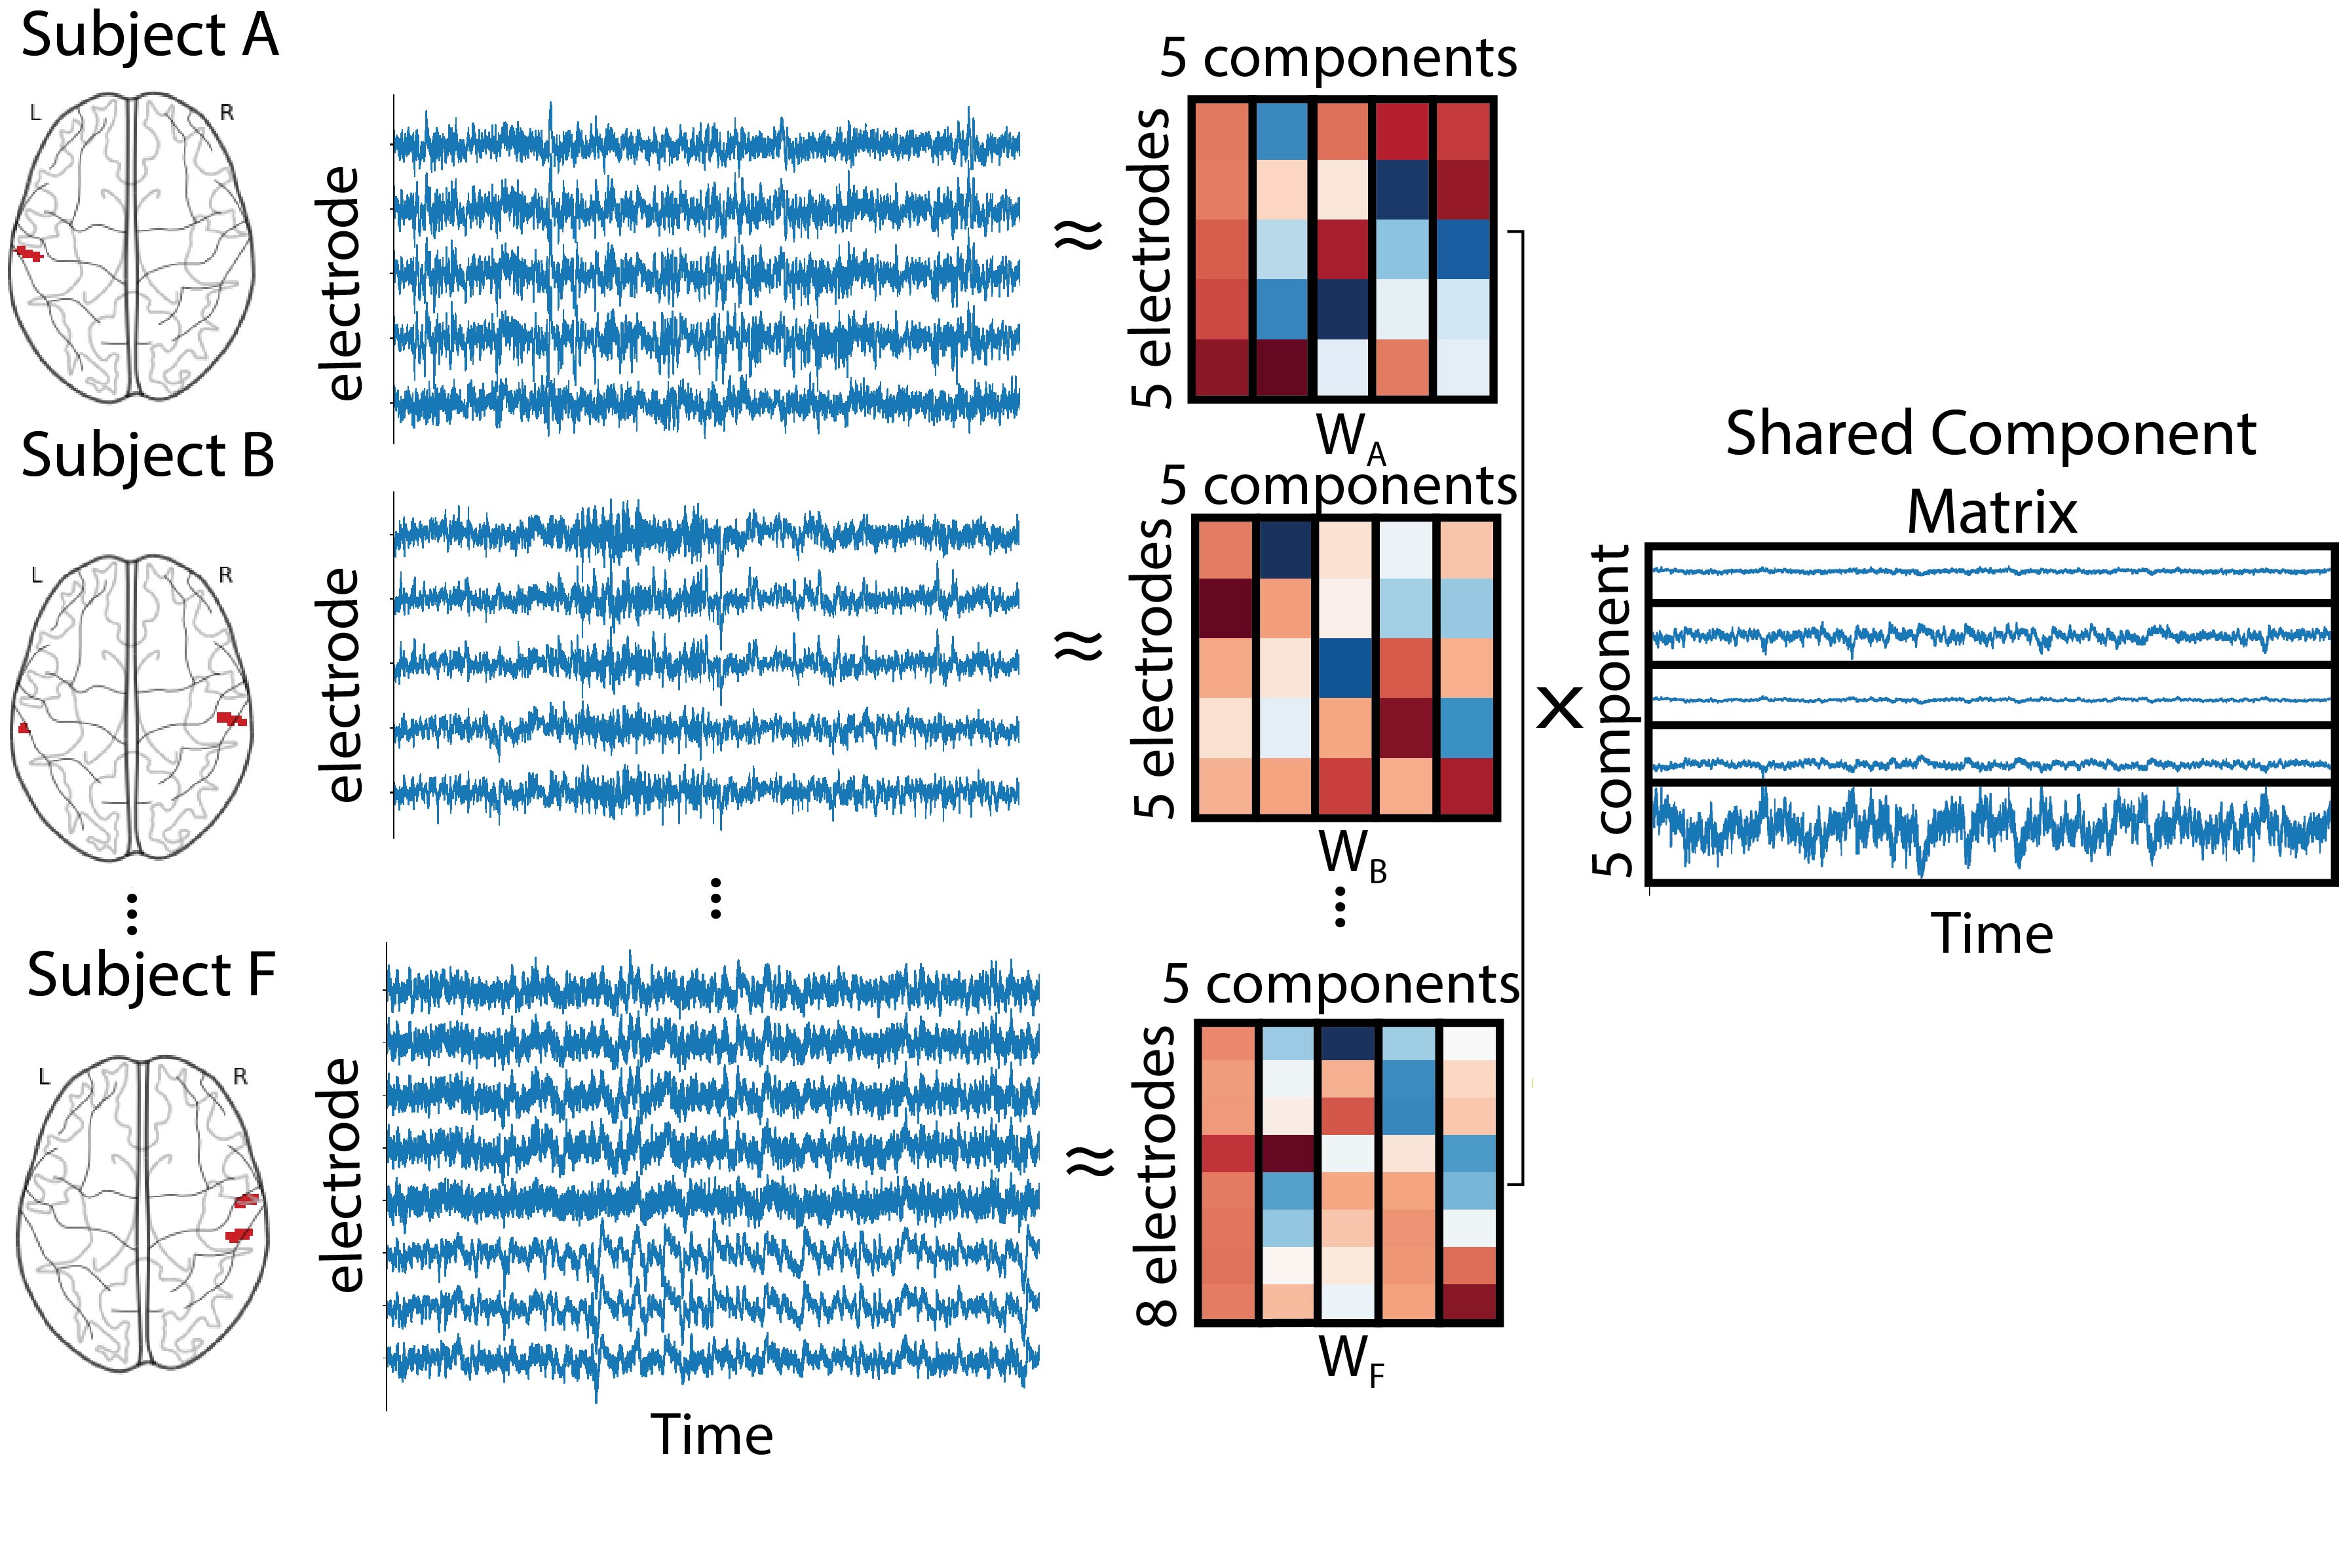 Subject A
L
R
electrode
≈
5 components
5 electrodes
W_A
Subject B
L
R
electrode
≈
5 components
5 electrodes
W_B
Subject F
L
R
electrode
Time
≈
5 components
8 electrodes
W_F
x
Shared Component
Matrix
5 component
Time